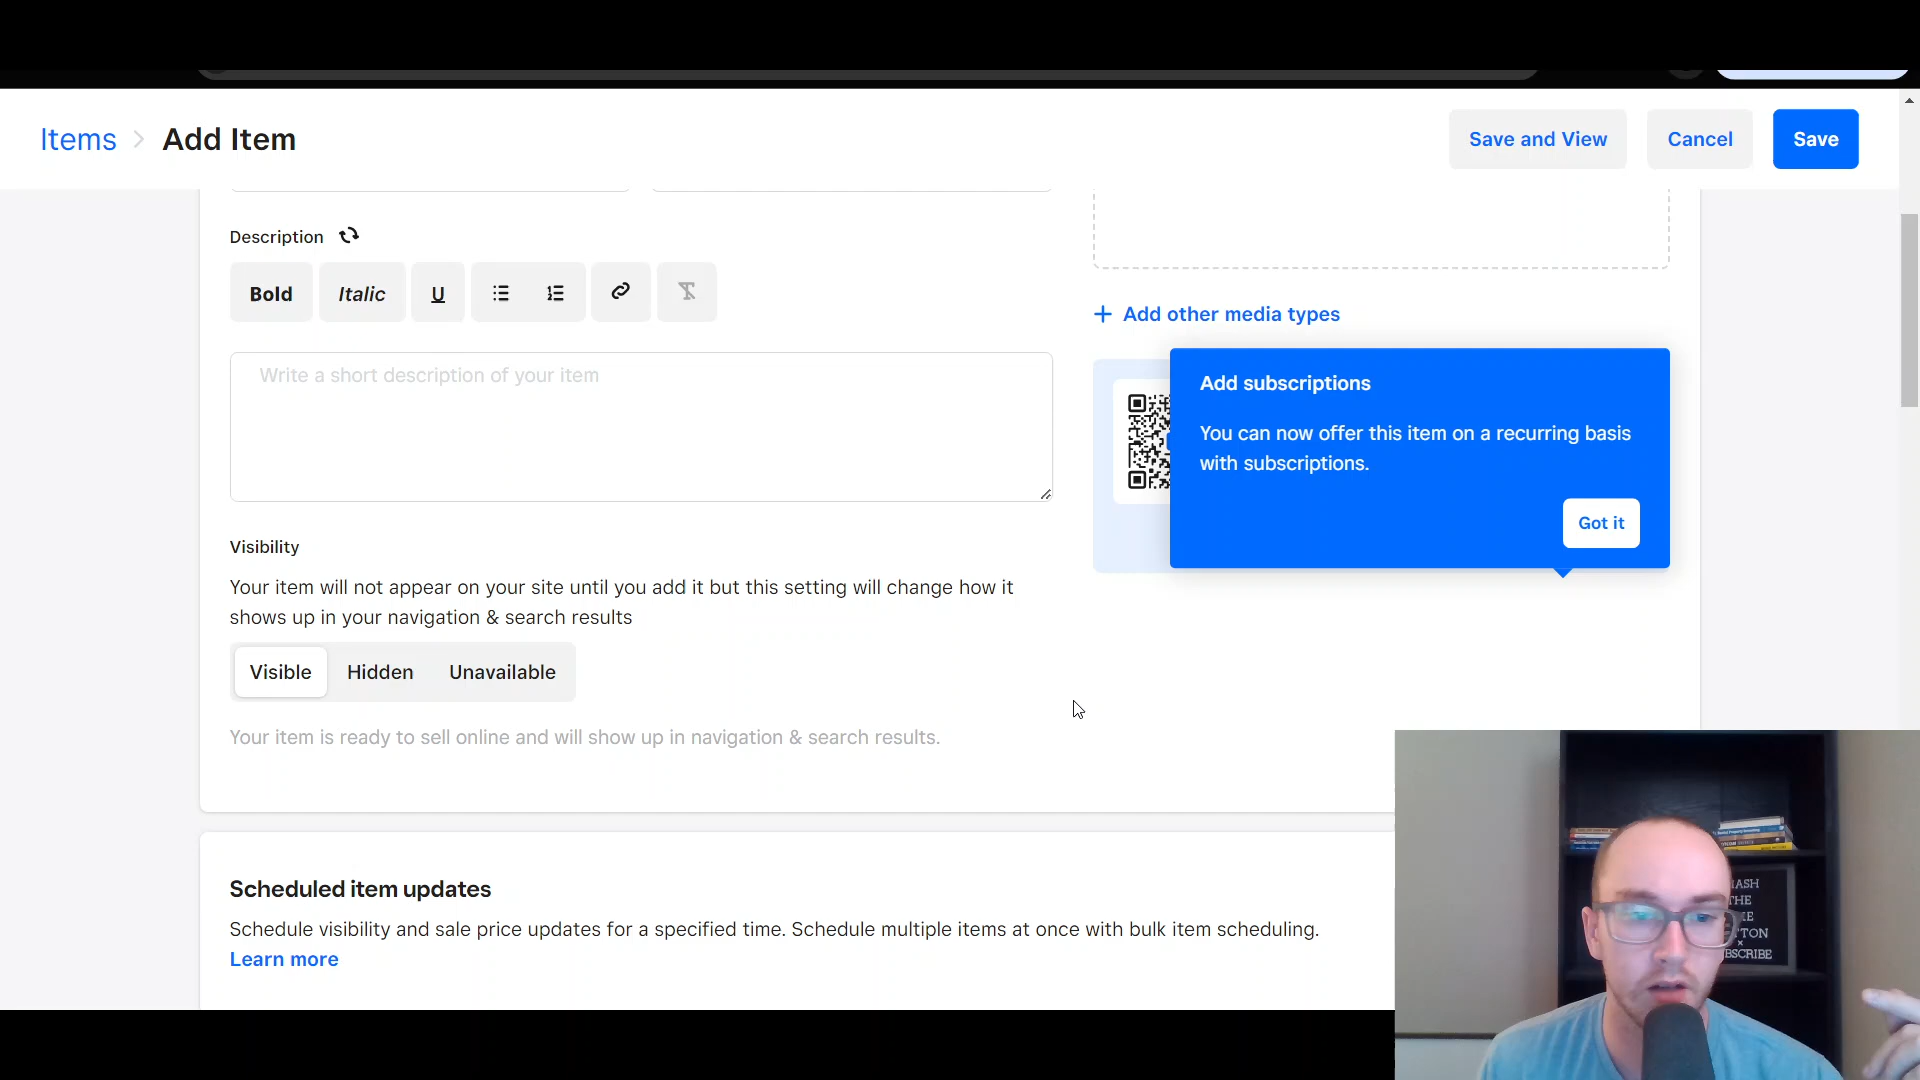 Items > Add Item
Save and View
Cancel
Save
Description
Bold
Italic
U
Write a short description of your item
Visibility
Your item will not appear on your site until you add it but this setting will change how it
shows up in your navigation & search results
Visible
Hidden
Unavailable
Your item is ready to sell online and will show up in navigation & search results.
+ Add other media types
Add subscriptions
You can now offer this item on a recurring basis
with subscriptions.
Got it
Scheduled item updates
Schedule visibility and sale price updates for a specified time. Schedule multiple items at once with bulk item scheduling.
Learn more
THE